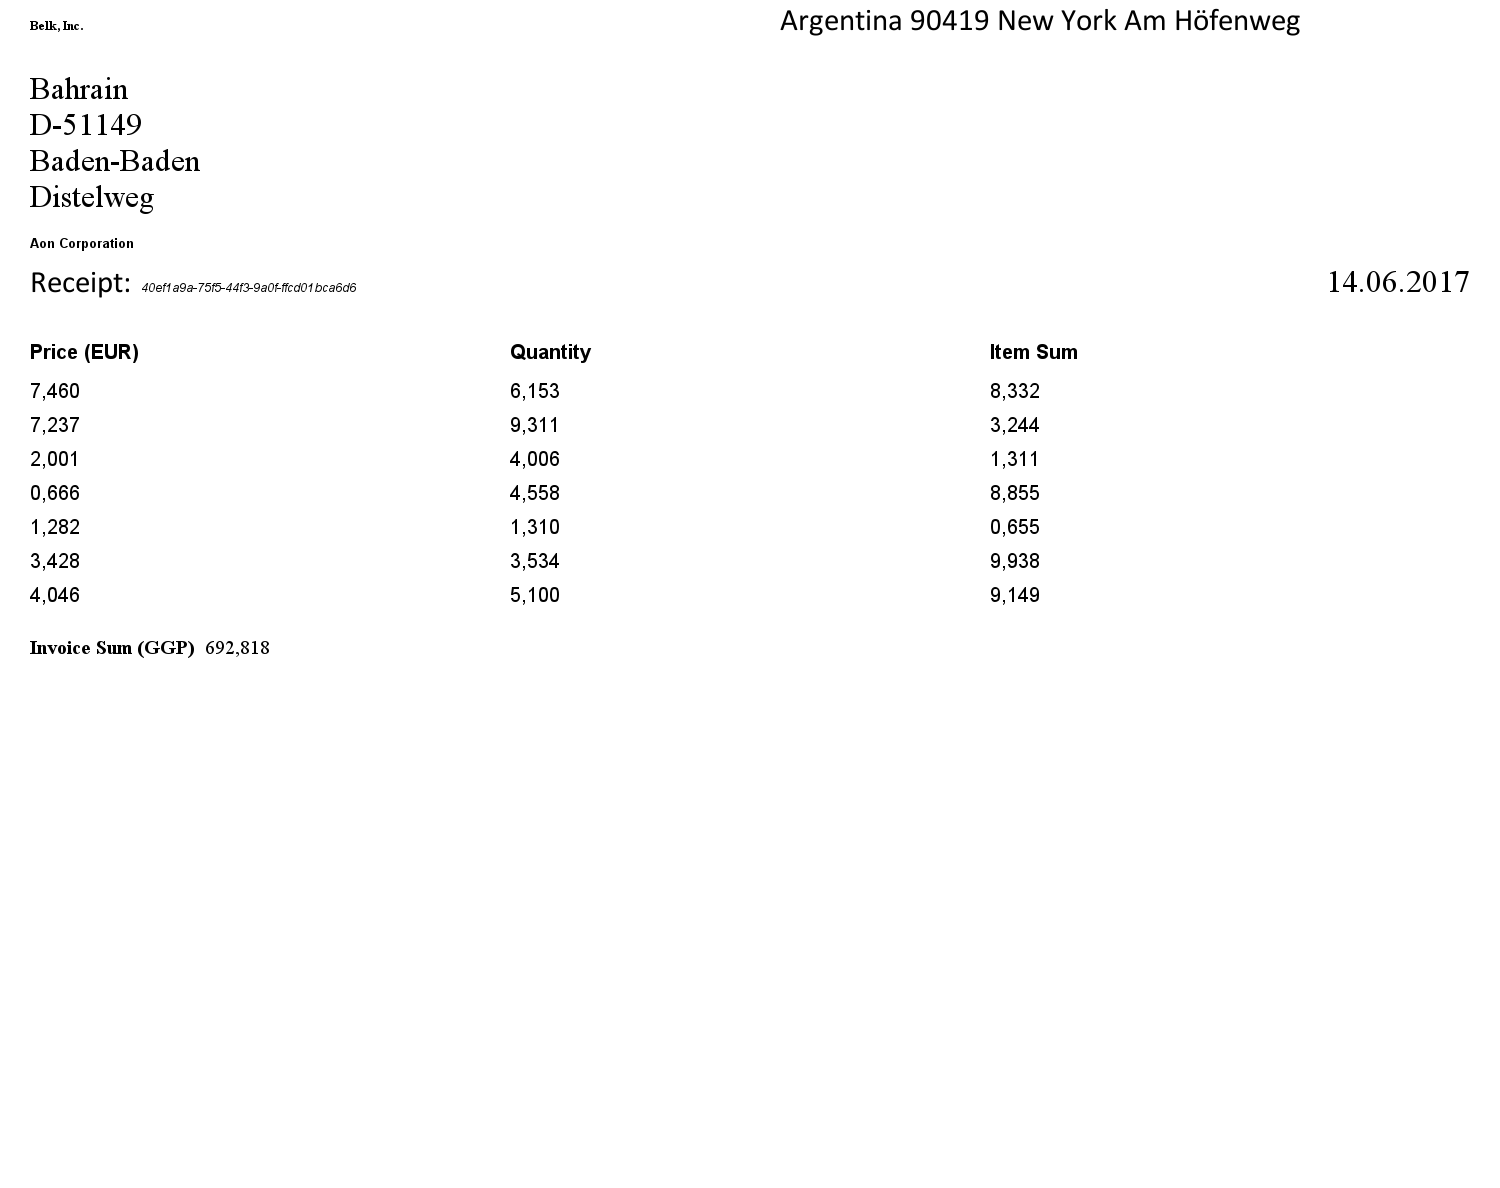 Belk, Inc.
Argentina 90419 New York Am Höfenweg
Bahrain
D-51149
Baden-Baden
Distelweg
Aon Corporation
Receipt: 40ef1a9a-75f5-44f3-9a0f-ffcd01bca6d6 14.06.2017
Price (EUR) Quantity Item Sum
7,460 6,153 8,332
7,237 9,311 3,244
2,001 4,006 1,311
0,666 4,558 8,855
1,282 1,310 0,655
3,428 3,534 9,938
4,046 5,100 9,149
Invoice Sum (GGP) 692,818